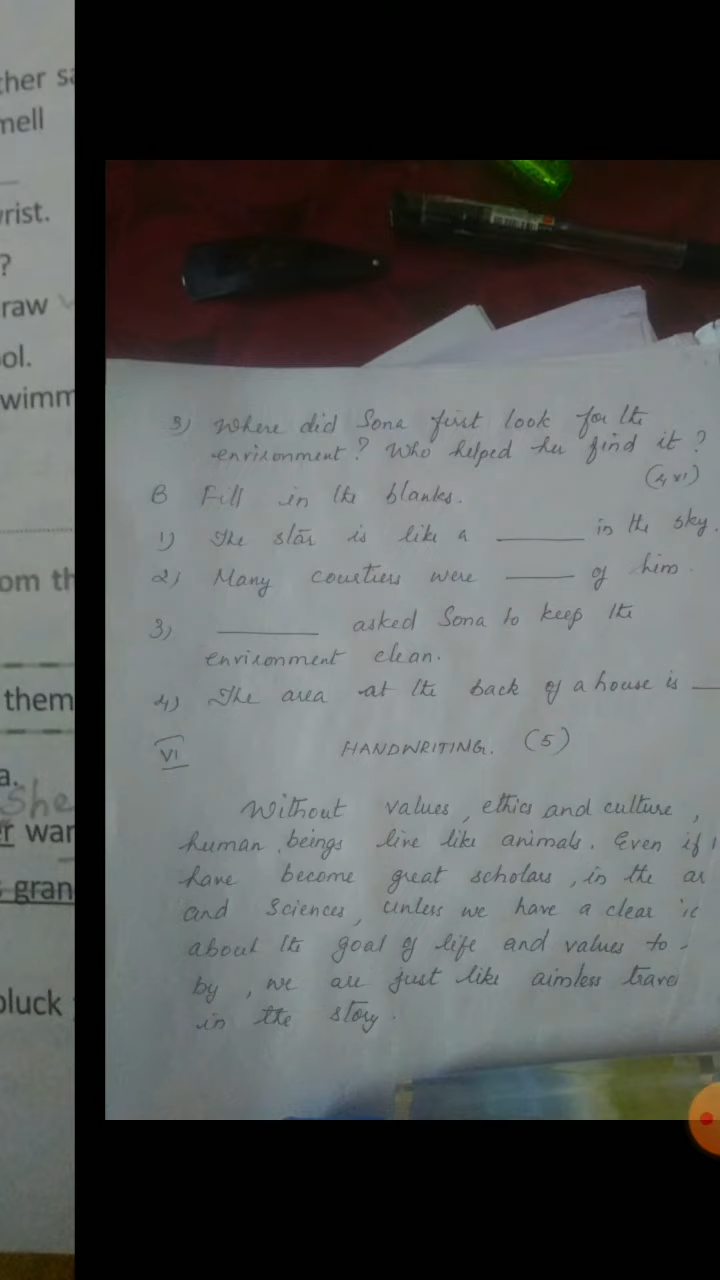 ther sa
mell
rist.
?
raw
ol.
wimm
om th
them
a.
She
r war
gran
pluck
3) Where did Sona first look for the
environment? Who helped her find it?
(4x1)
B Fill in the blanks.
1) The star is like a ______ in the sky.
2) Many courtiers were _____ of him.
3) _______ asked Sona to keep the
environment clean.
4) The area at the back of a house is __
VI HANDWRITING. (5)
Without values, ethics and culture,
human beings live like animals. Even if
have become great scholars, in the ar
and Sciences, unless we have a clear
about the goal of life and values to
by, we are just like aimless trave
in the story.